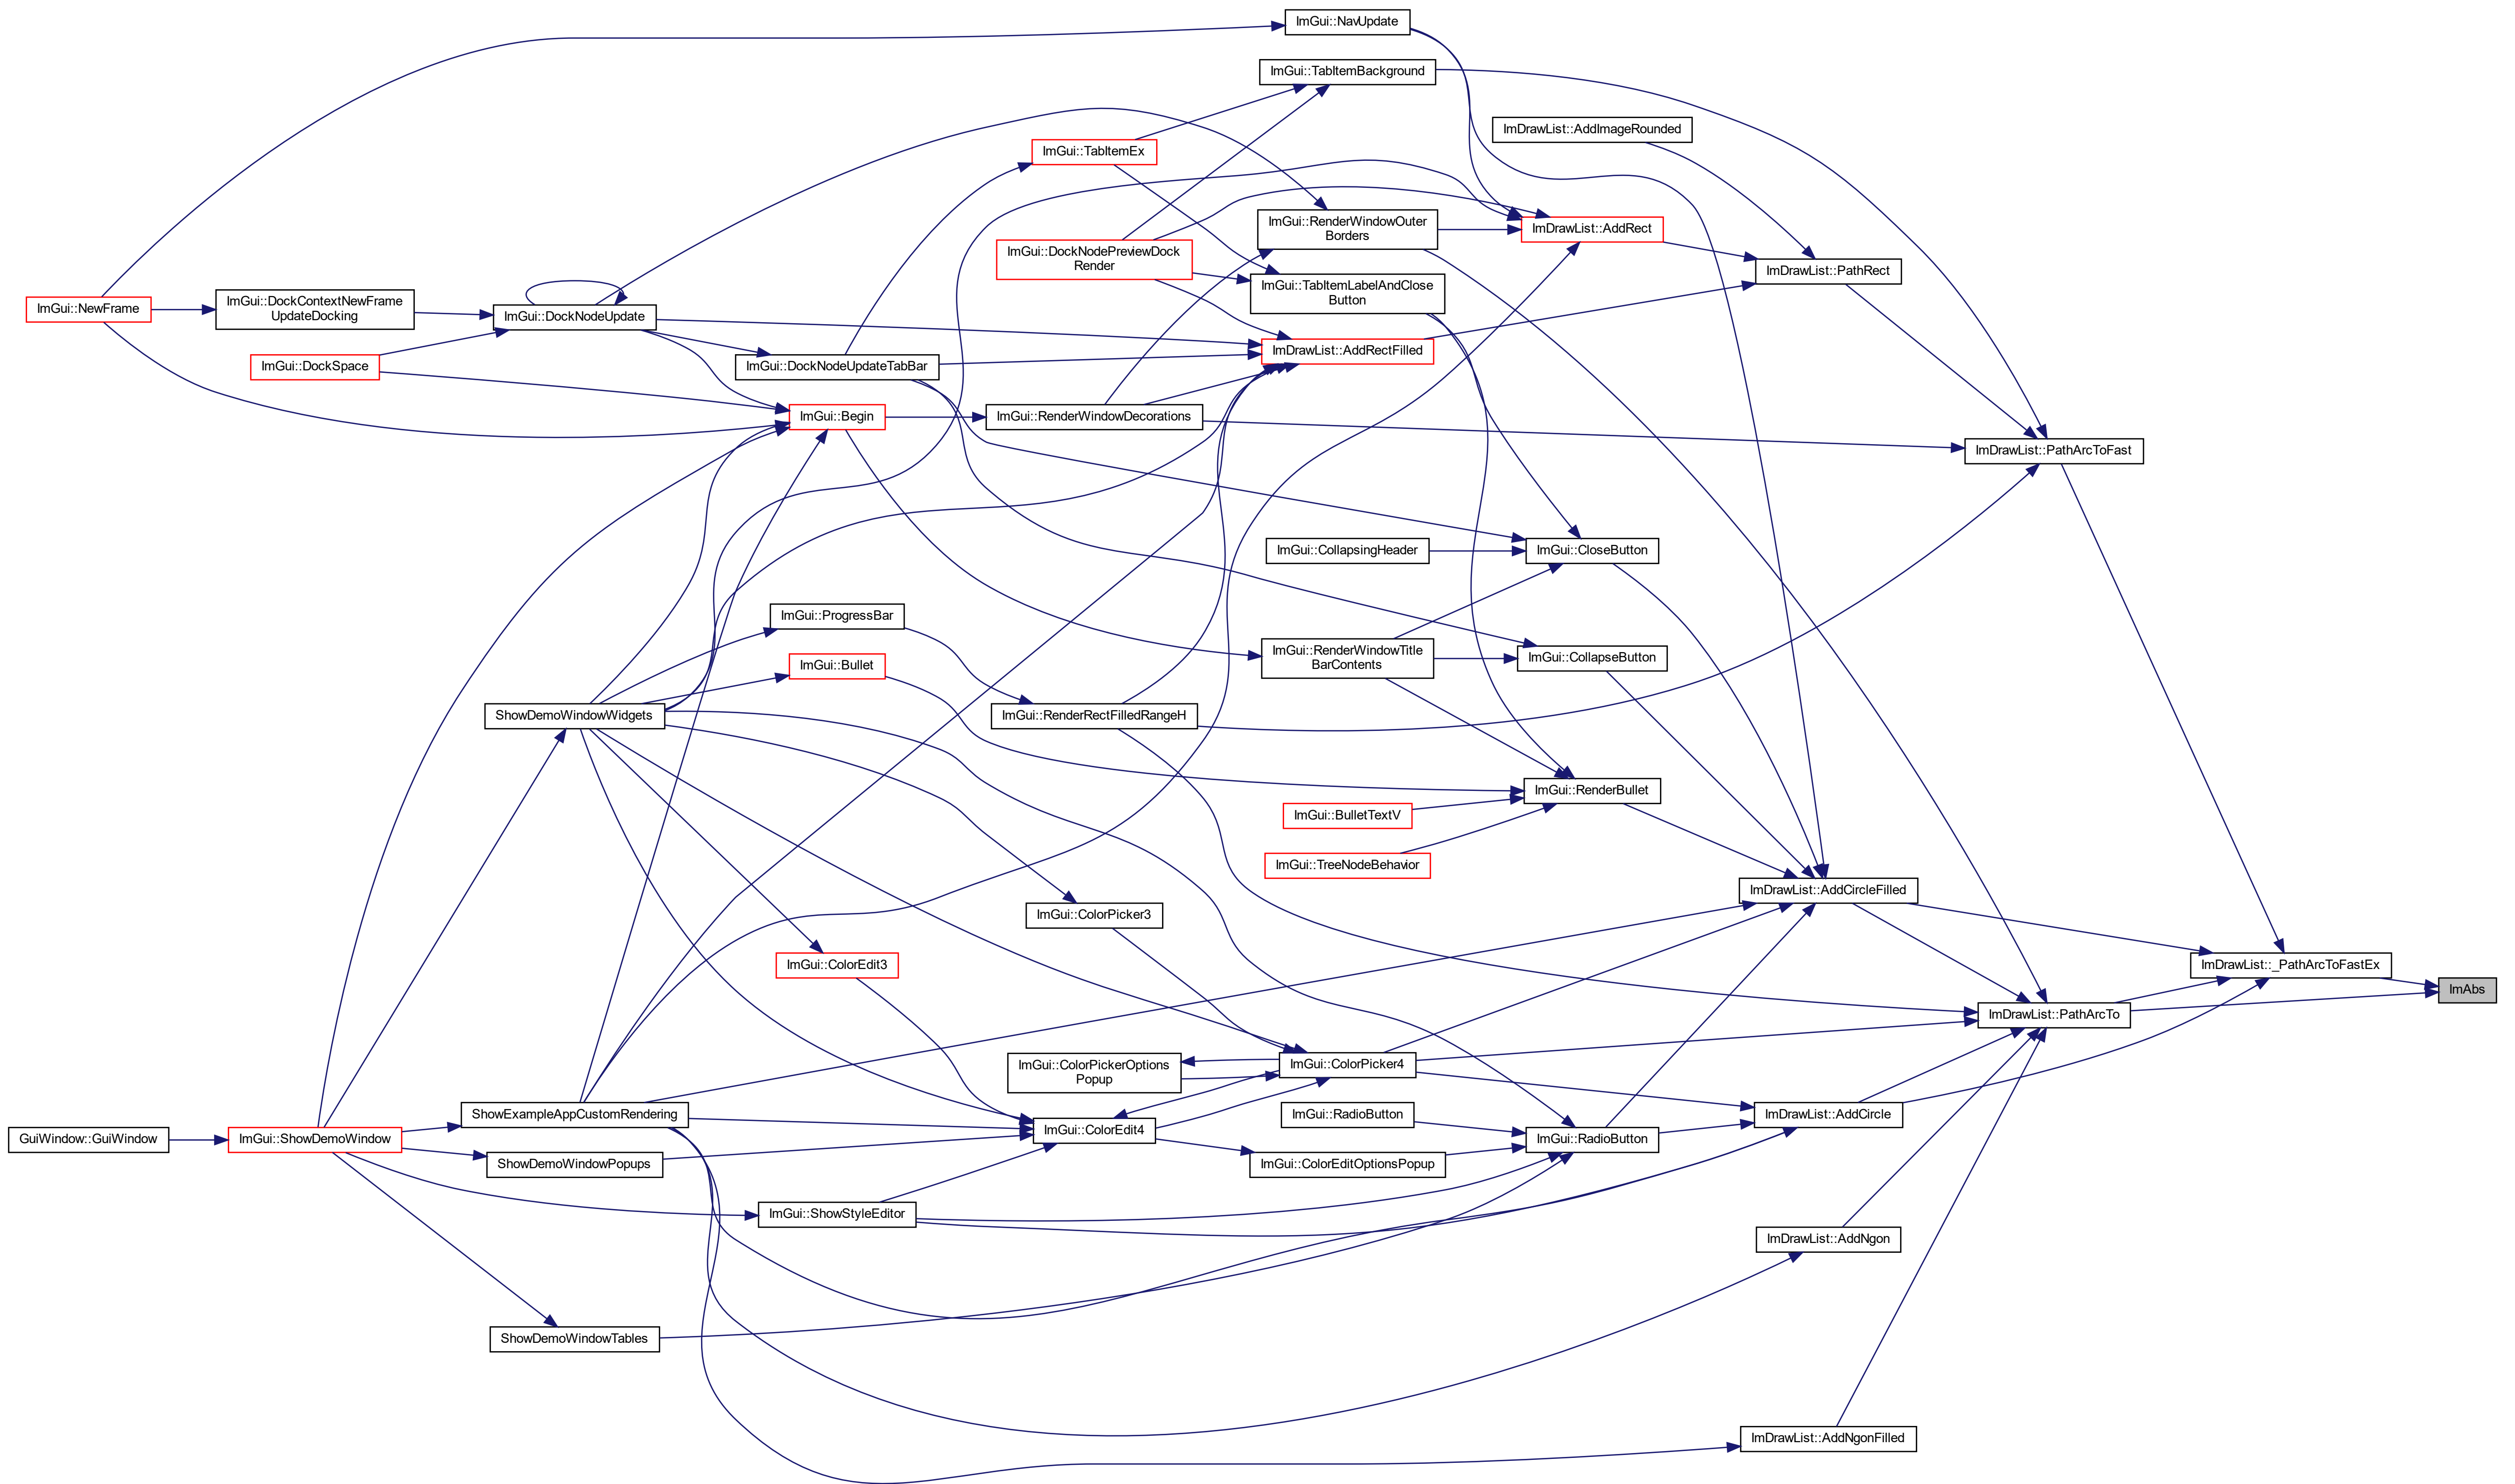 ImGui::NavUpdate
ImGui::TabItemBackground
ImDrawList::AddImageRounded
ImGui::TabItemEx
ImGui::RenderWindowOuter
Borders
ImDrawList::AddRect
ImGui::DockNodePreviewDock
Render
ImDrawList::PathRect
ImGui::TabItemLabelAndClose
Button
ImGui::NewFrame
ImGui::DockContextNewFrame
UpdateDocking
ImGui::DockNodeUpdate
ImGui::DockSpace
ImGui::DockNodeUpdateTabBar
ImDrawList::AddRectFilled
ImGui::Begin
ImGui::RenderWindowDecorations
ImDrawList::PathArcToFast
ImGui::CollapsingHeader
ImGui::CloseButton
ImGui::ProgressBar
ImGui::RenderWindowTitle
BarContents
ImGui::CollapseButton
ImGui::Bullet
ShowDemoWindowWidgets
ImGui::RenderRectFilledRangeH
ImGui::RenderBullet
ImGui::BulletTextV
ImGui::TreeNodeBehavior
ImDrawList::AddCircleFilled
ImGui::ColorPicker3
ImGui::ColorEdit3
ImDrawList::_PathArcToFastEx
ImAbs
ImDrawList::PathArcTo
ImGui::ColorPickerOptions
Popup
ImGui::ColorPicker4
ShowExampleAppCustomRendering
ImGui::RadioButton
ImDrawList::AddCircle
GuiWindow::GuiWindow
ImGui::ShowDemoWindow
ImGui::ColorEdit4
ImGui::RadioButton
ShowDemoWindowPopups
ImGui::ColorEditOptionsPopup
ImGui::ShowStyleEditor
ImDrawList::AddNgon
ShowDemoWindowTables
ImDrawList::AddNgonFilled